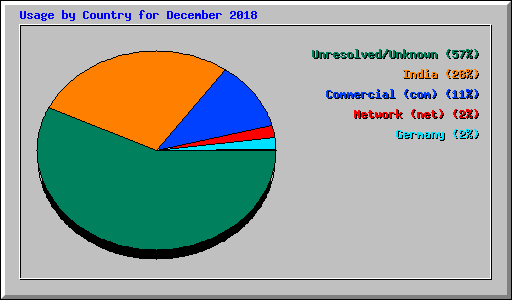 Usage by Country for December 2018
Unresolved/Unknown (57%)
India (28%)
Commercial (com) (11%)
Network (net) (2%)
Germany (2%)